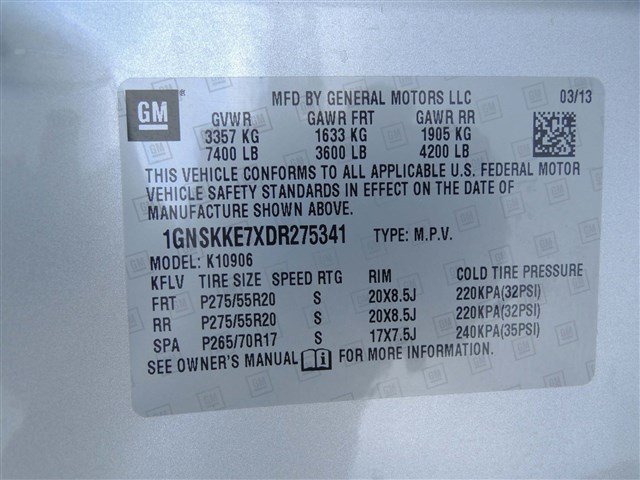 GM
MFD BY GENERAL MOTORS LLC 03/13
GVWR GAWR FRT GAWR RR
3357 KG 1633 KG 1905 KG
7400 LB 3600 LB 4200 LB
THIS VEHICLE CONFORMS TO ALL APPLICABLE U.S. FEDERAL MOTOR
VEHICLE SAFETY STANDARDS IN EFFECT ON THE DATE OF
MANUFACTURE SHOWN ABOVE.
1GNSKKE7XDR275341 TYPE: M.P.V.
MODEL: K10906
KFLV TIRE SIZE SPEED RTG RIM COLD TIRE PRESSURE
FRT P275/55R20 S 20X8.5J 220KPA(32PSI)
RR P275/55R20 S 20X8.5J 220KPA(32PSI)
SPA P265/70R17 S 17X7.5J 240KPA(35PSI)
SEE OWNER'S MANUAL i FOR MORE INFORMATION.